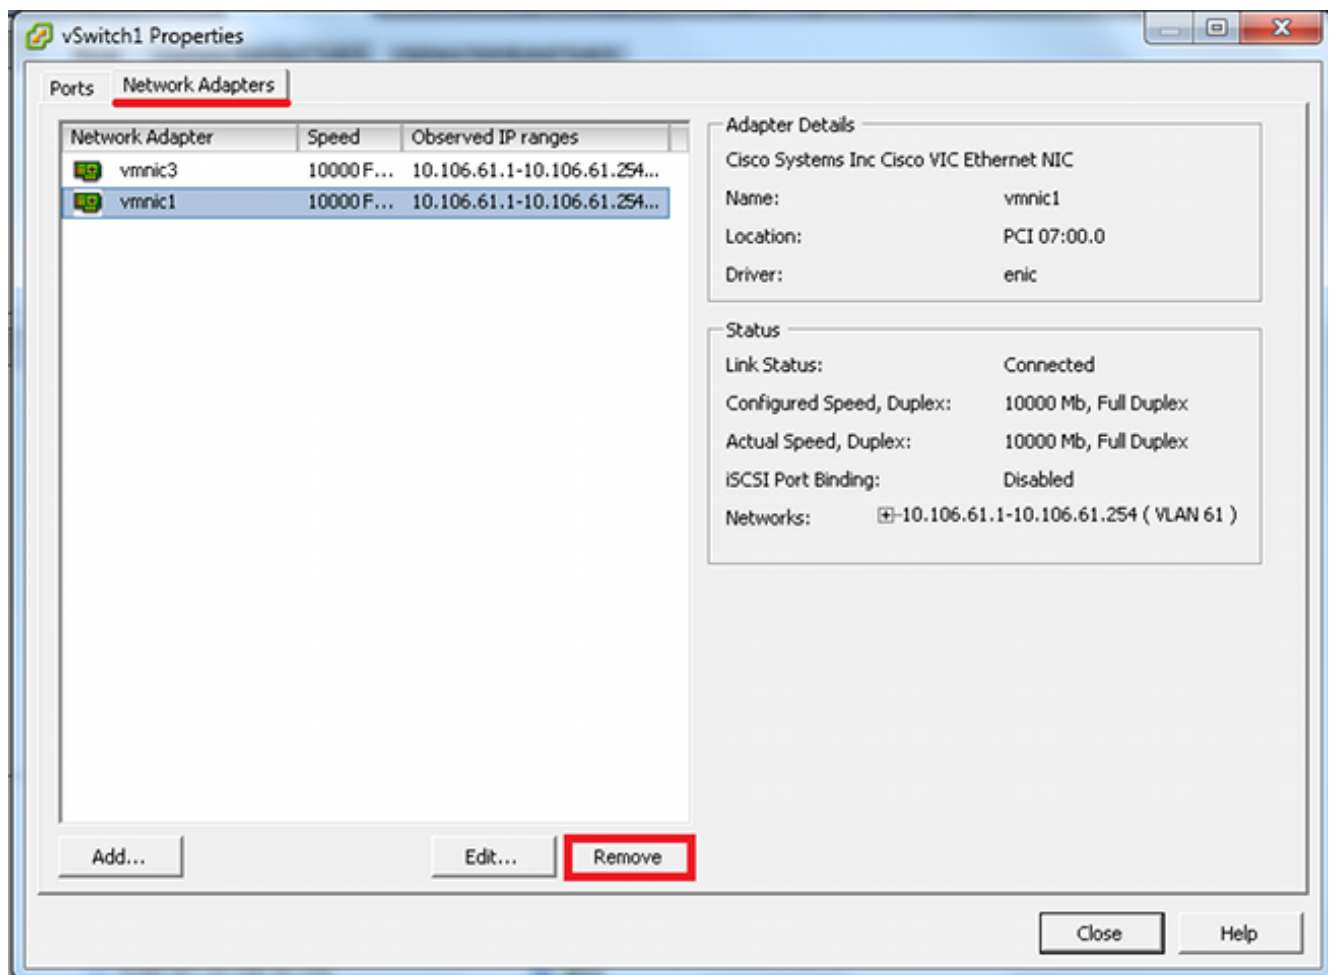 vSwitch1 Properties
Ports Network Adapters
Network Adapter Speed Observed IP ranges
vmnic3 10000 F... 10.106.61.1-10.106.61.254...
vmnic1 10000 F... 10.106.61.1-10.106.61.254...
Add... Edit... Remove
Adapter Details
Cisco Systems Inc Cisco VIC Ethernet NIC
Name: vmnic1
Location: PCI 07:00.0
Driver: enic
Status
Link Status: Connected
Configured Speed, Duplex: 10000 Mb, Full Duplex
Actual Speed, Duplex: 10000 Mb, Full Duplex
iSCSI Port Binding: Disabled
Networks: 10.106.61.1-10.106.61.254 ( VLAN 61 )
Close Help